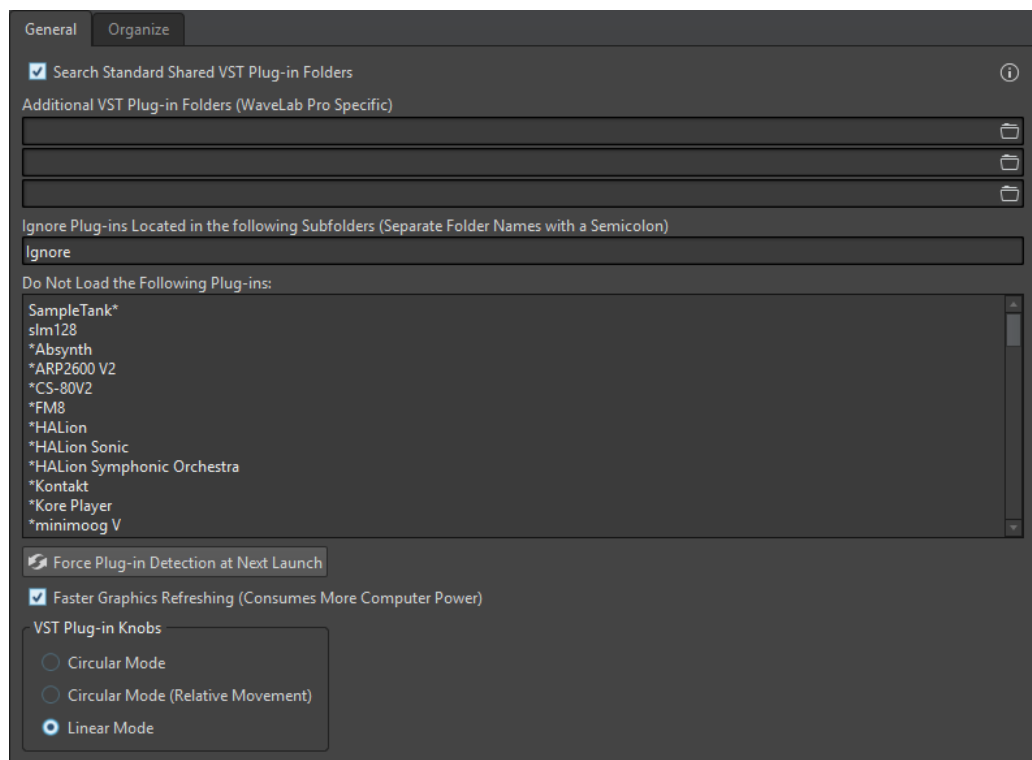 General
Organize
Search Standard Shared VST Plug-in Folders
Additional VST Plug-in Folders (WaveLab Pro Specific)
Ignore Plug-ins Located in the following Subfolders (Separate Folder Names with a Semicolon)
Ignore
Do Not Load the Following Plug-ins:
SampleTank*
slm128
*Absynth
*ARP2600 V2
*CS-80V2
*FM8
*HALion
*HALion Sonic
*HALion Symphonic Orchestra
*Kontakt
*Kore Player
*minimoog V
Force Plug-in Detection at Next Launch
Faster Graphics Refreshing (Consumes More Computer Power)
VST Plug-in Knobs
Circular Mode
Circular Mode (Relative Movement)
Linear Mode